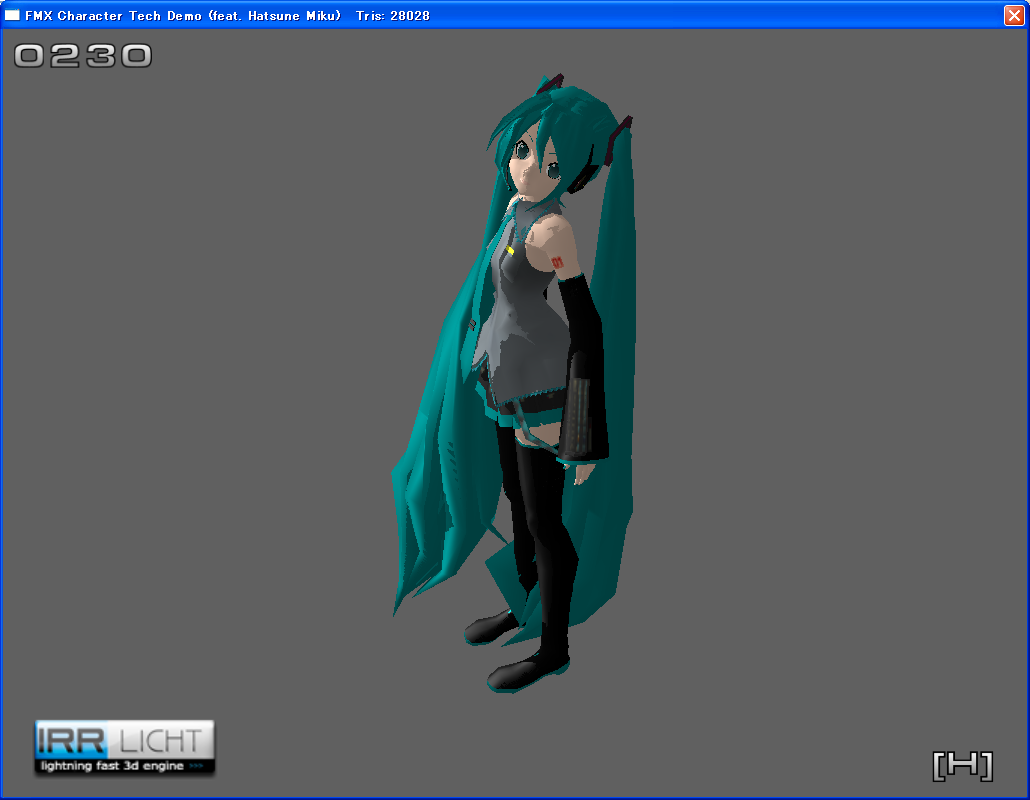 FMX Character Tech Demo (feat. Hatsune Miku) Tris: 28028
0230
01
IRR LICHT
lightning fast 3d engine >>>
[H]